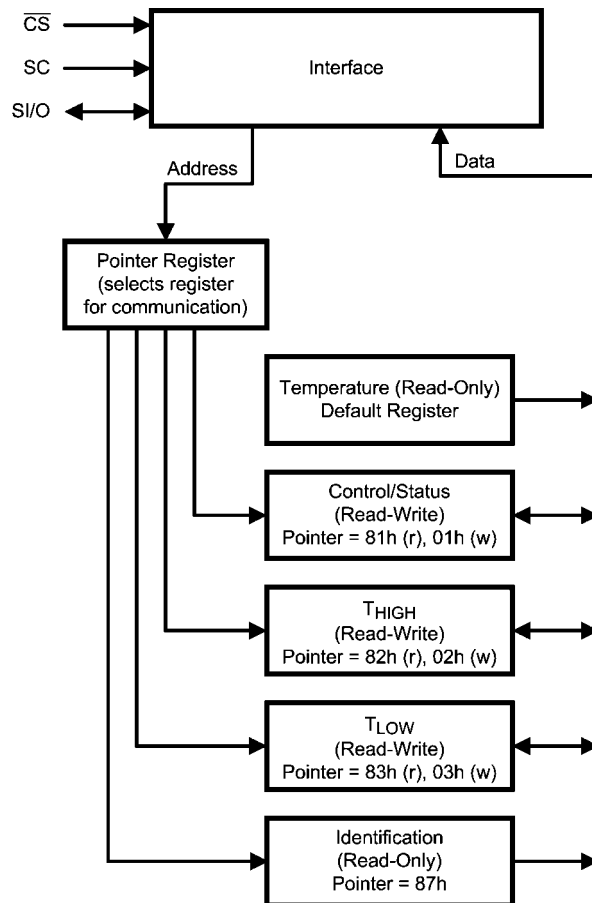 CS
SC
SI/O
Interface
Address
Data
Pointer Register
(selects register
for communication)
Temperature (Read-Only)
Default Register
Control/Status
(Read-Write)
Pointer = 81h (r), 01h (w)
THIGH
(Read-Write)
Pointer = 82h (r), 02h (w)
TLOW
(Read-Write)
Pointer = 83h (r), 03h (w)
Identification
(Read-Only)
Pointer = 87h